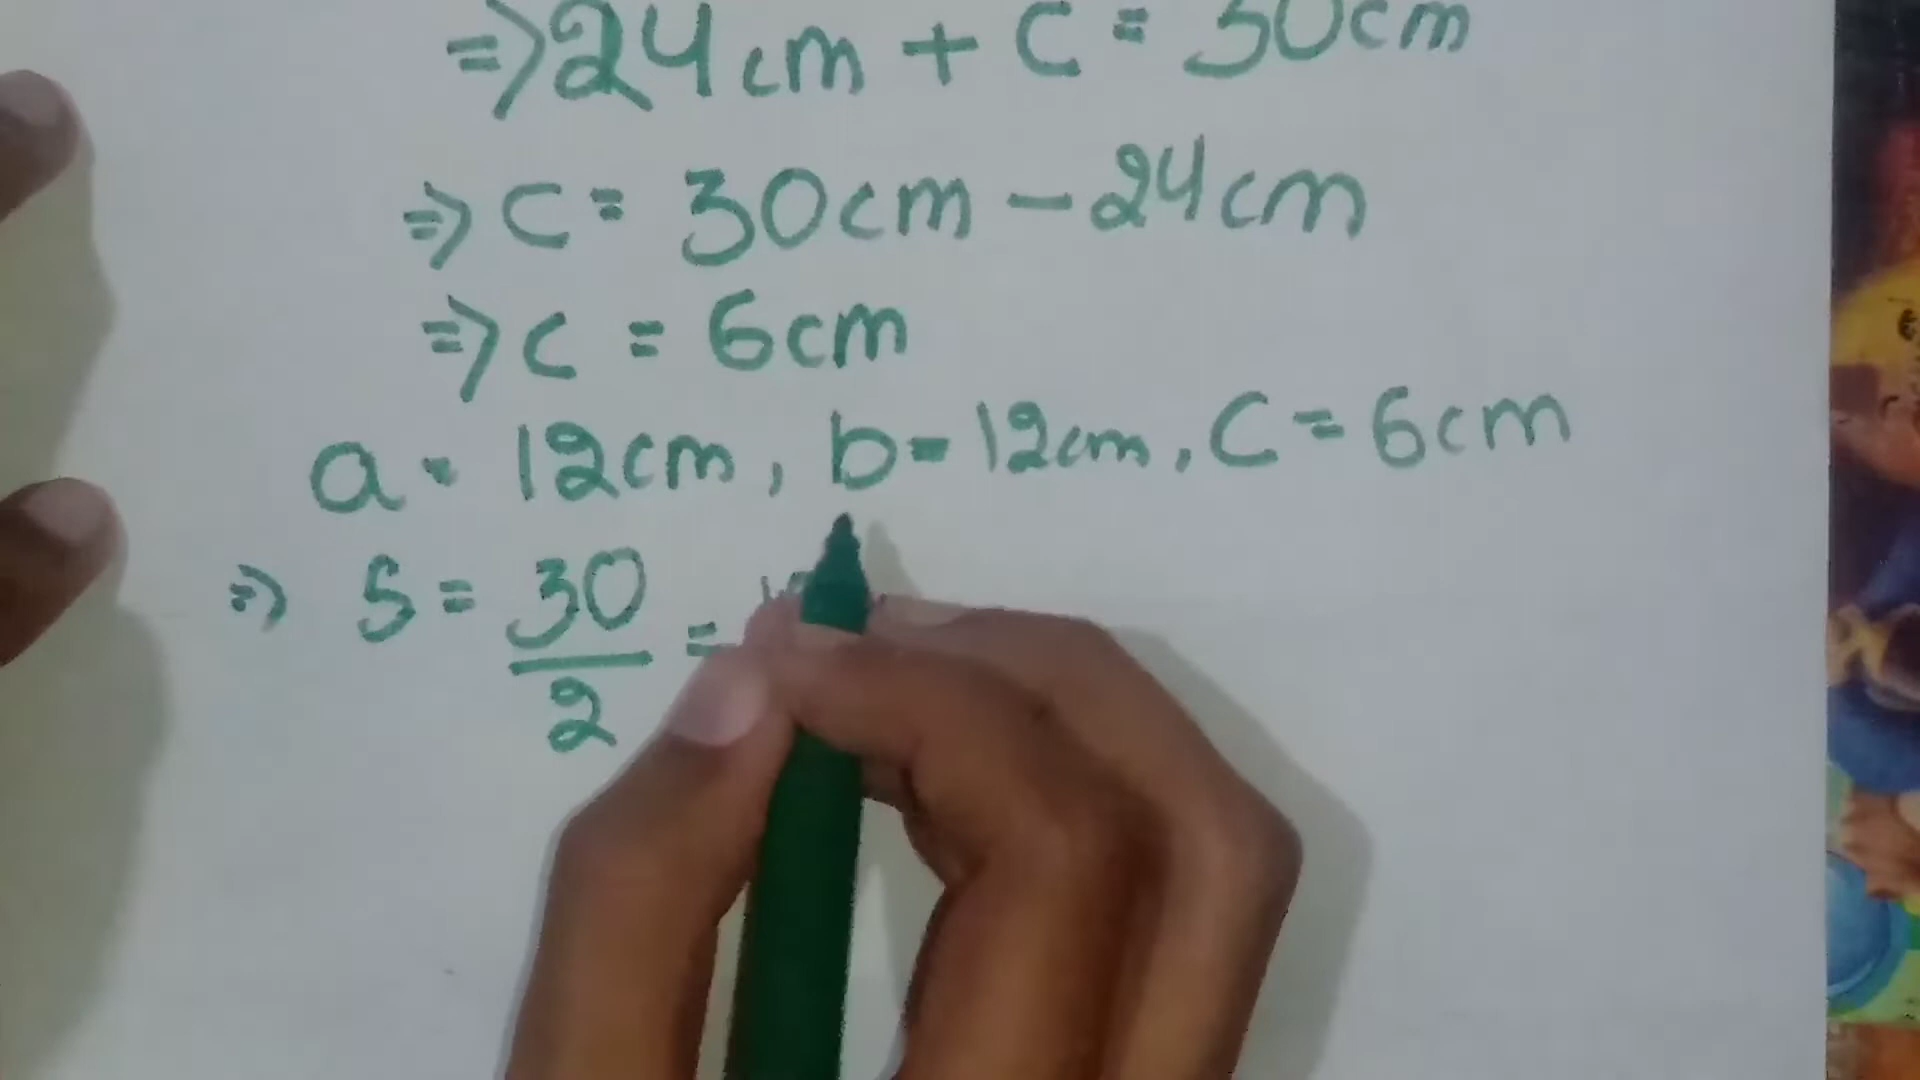 => 24cm + C = 30cm
=> C = 30cm - 24cm
=> C = 6cm
a = 12cm, b = 12cm, C = 6cm
=> S = 30/2 =